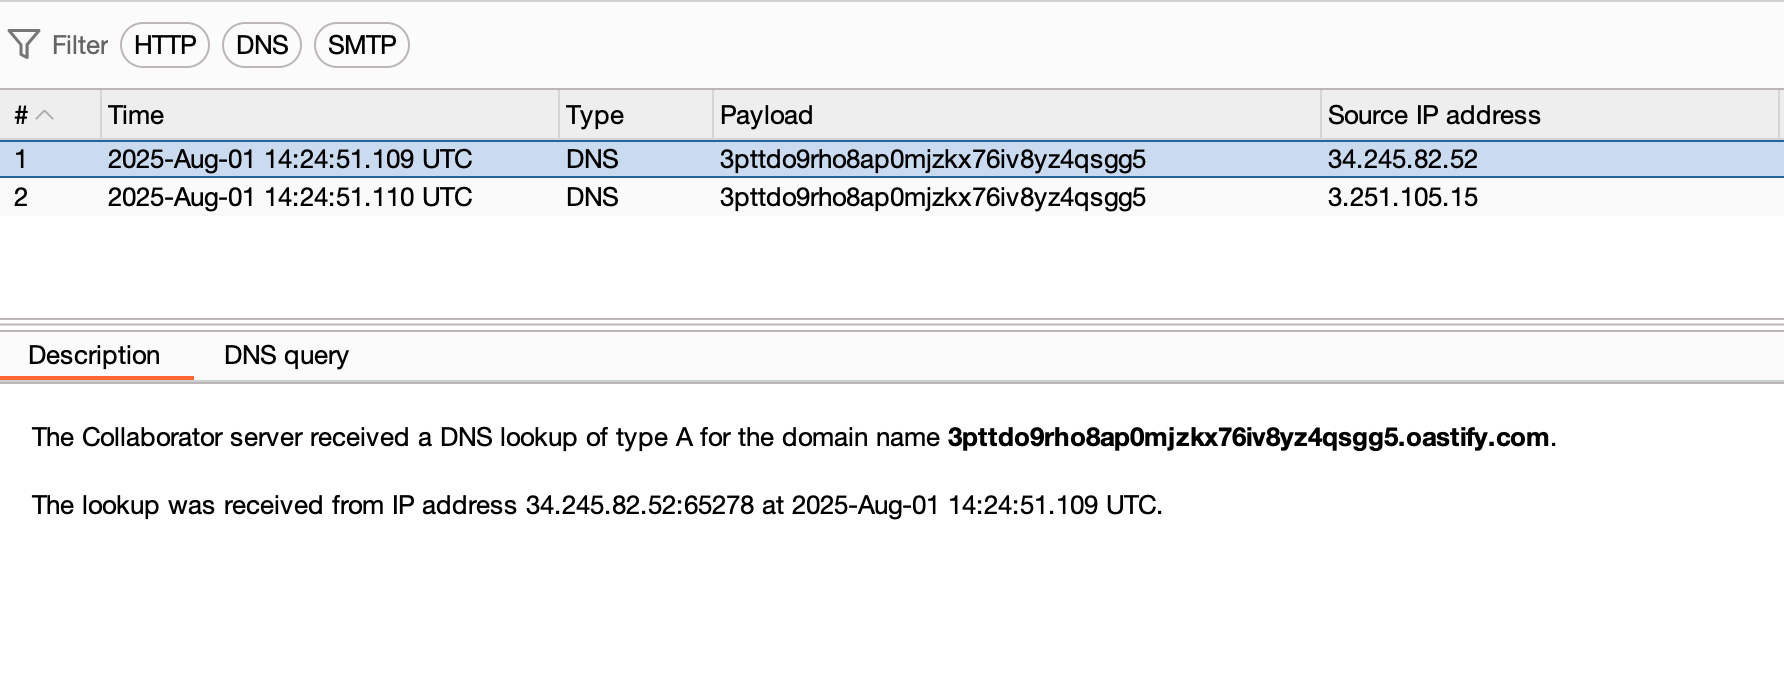 Filter HTTP DNS SMTP
# Time Type Payload Source IP address
1 2025-Aug-01 14:24:51.109 UTC DNS 3pttdo9rho8ap0mjzkx76iv8yz4qsgg5 34.245.82.52
2 2025-Aug-01 14:24:51.110 UTC DNS 3pttdo9rho8ap0mjzkx76iv8yz4qsgg5 3.251.105.15
Description DNS query
The Collaborator server received a DNS lookup of type A for the domain name 3pttdo9rho8ap0mjzkx76iv8yz4qsgg5.oastify.com.
The lookup was received from IP address 34.245.82.52:65278 at 2025-Aug-01 14:24:51.109 UTC.